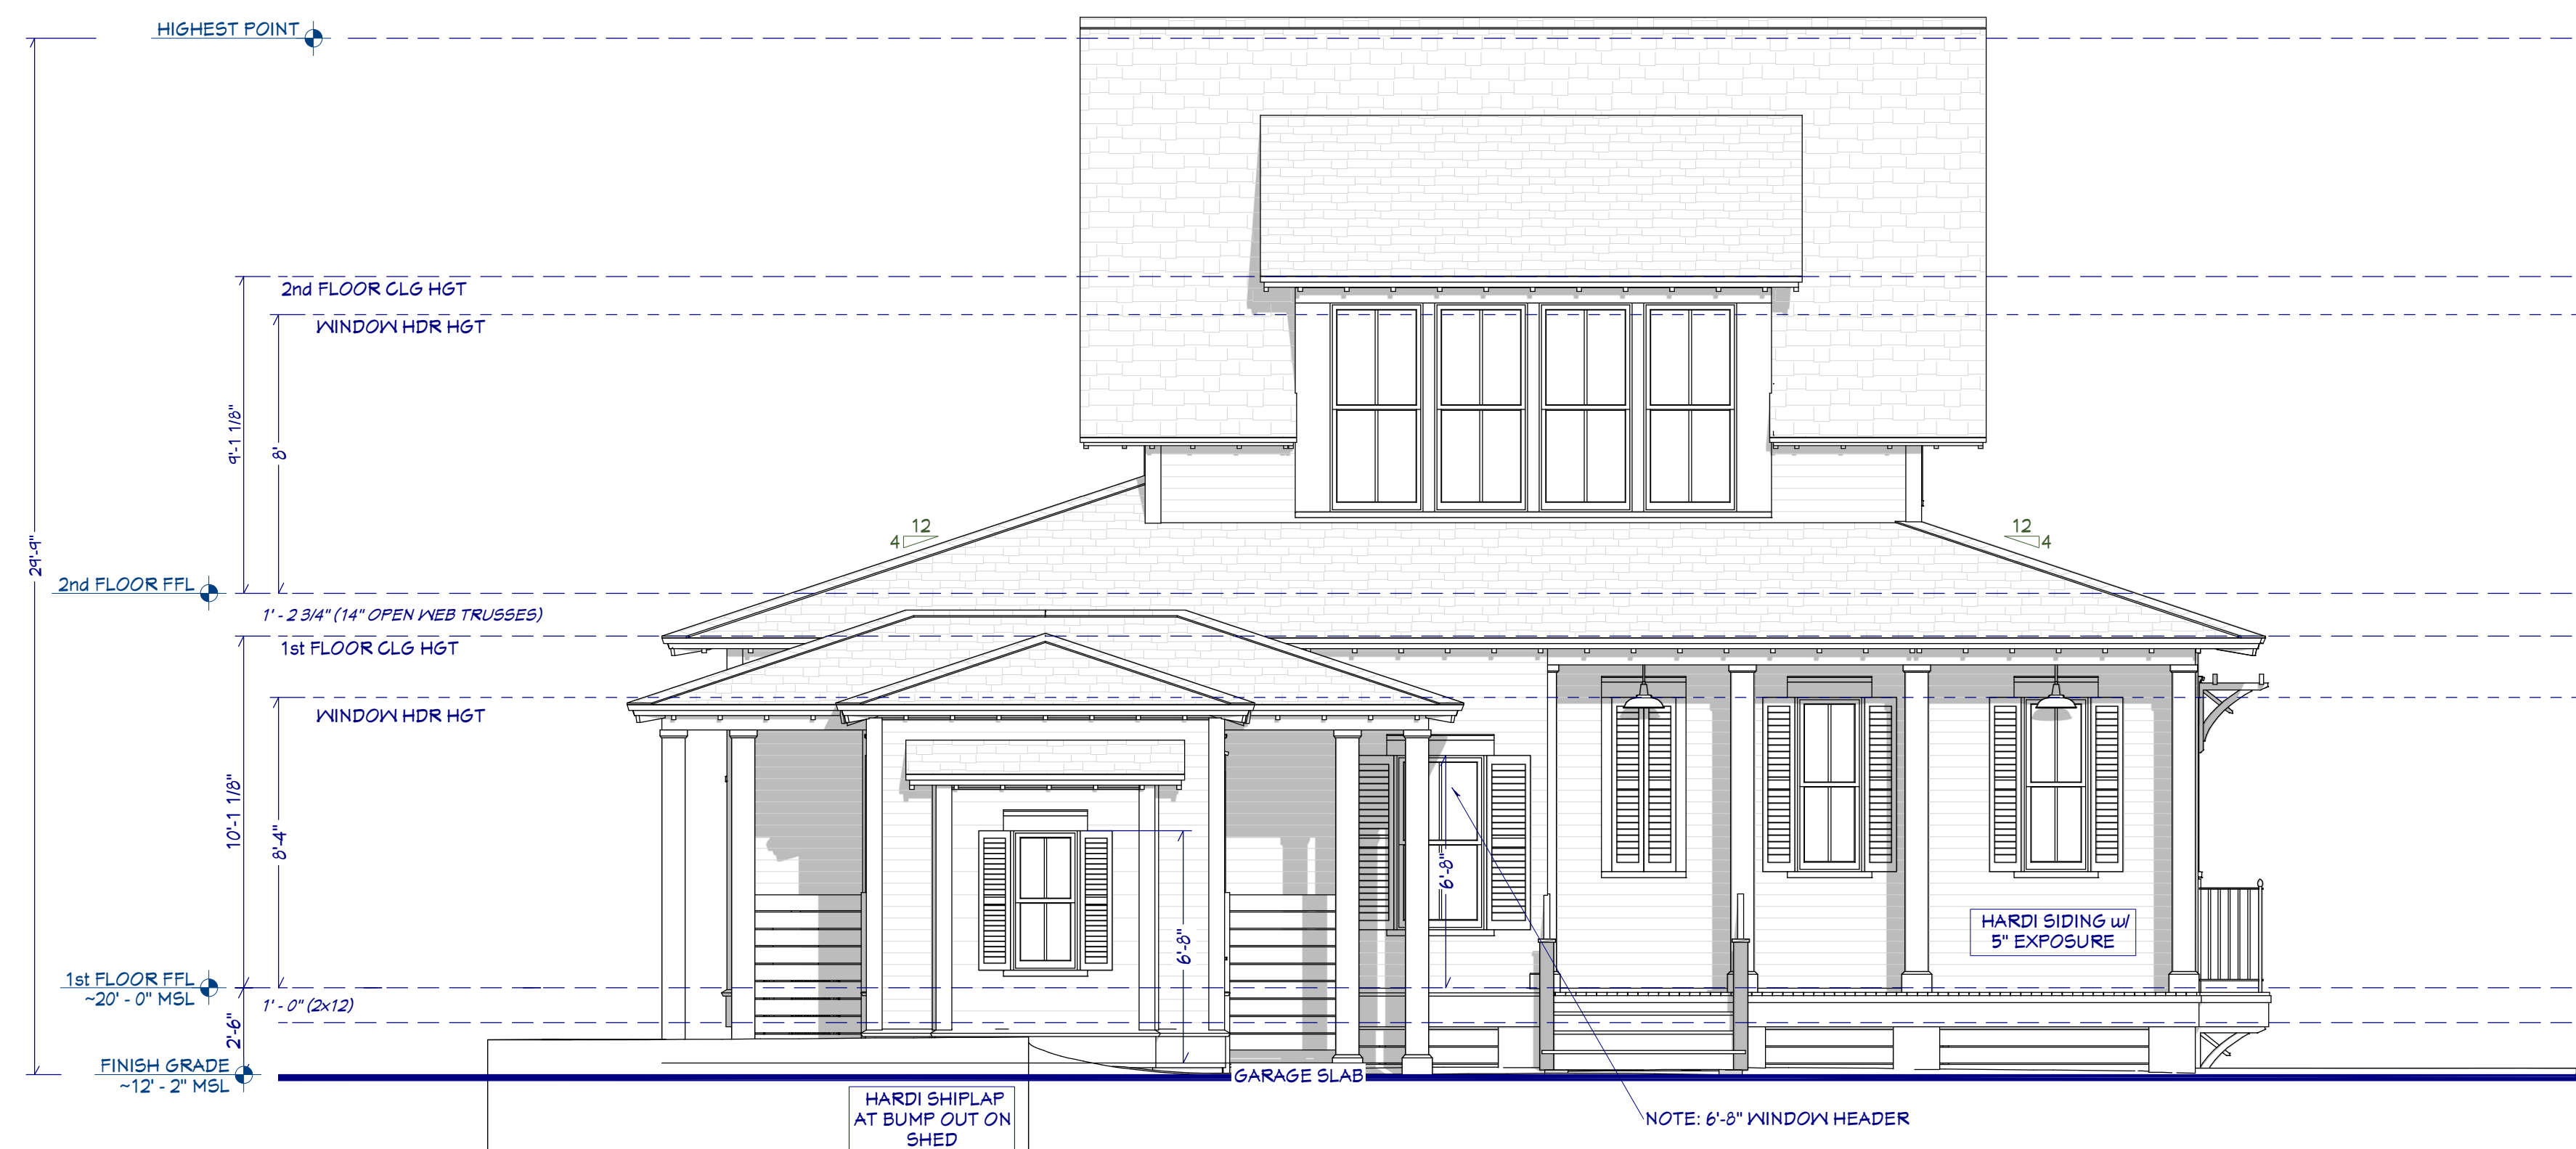 HIGHEST POINT
2nd FLOOR CLG HGT
WINDOW HDR HGT
9'-1 1/8"
8'
29'-9"
12
4
12
4
2nd FLOOR FFL
1' - 2 3/4" (14" OPEN WEB TRUSSES)
1st FLOOR CLG HGT
WINDOW HDR HGT
10'-1 1/8"
8'-4"
6'-8"
6'-8"
HARDI SIDING w/
5" EXPOSURE
1st FLOOR FFL
~20' - 0" MSL
1' - 0" (2x12)
2'-6"
FINISH GRADE
~12' - 2" MSL
GARAGE SLAB
HARDI SHIPLAP
AT BUMP OUT ON
SHED
NOTE: 6'-8" WINDOW HEADER